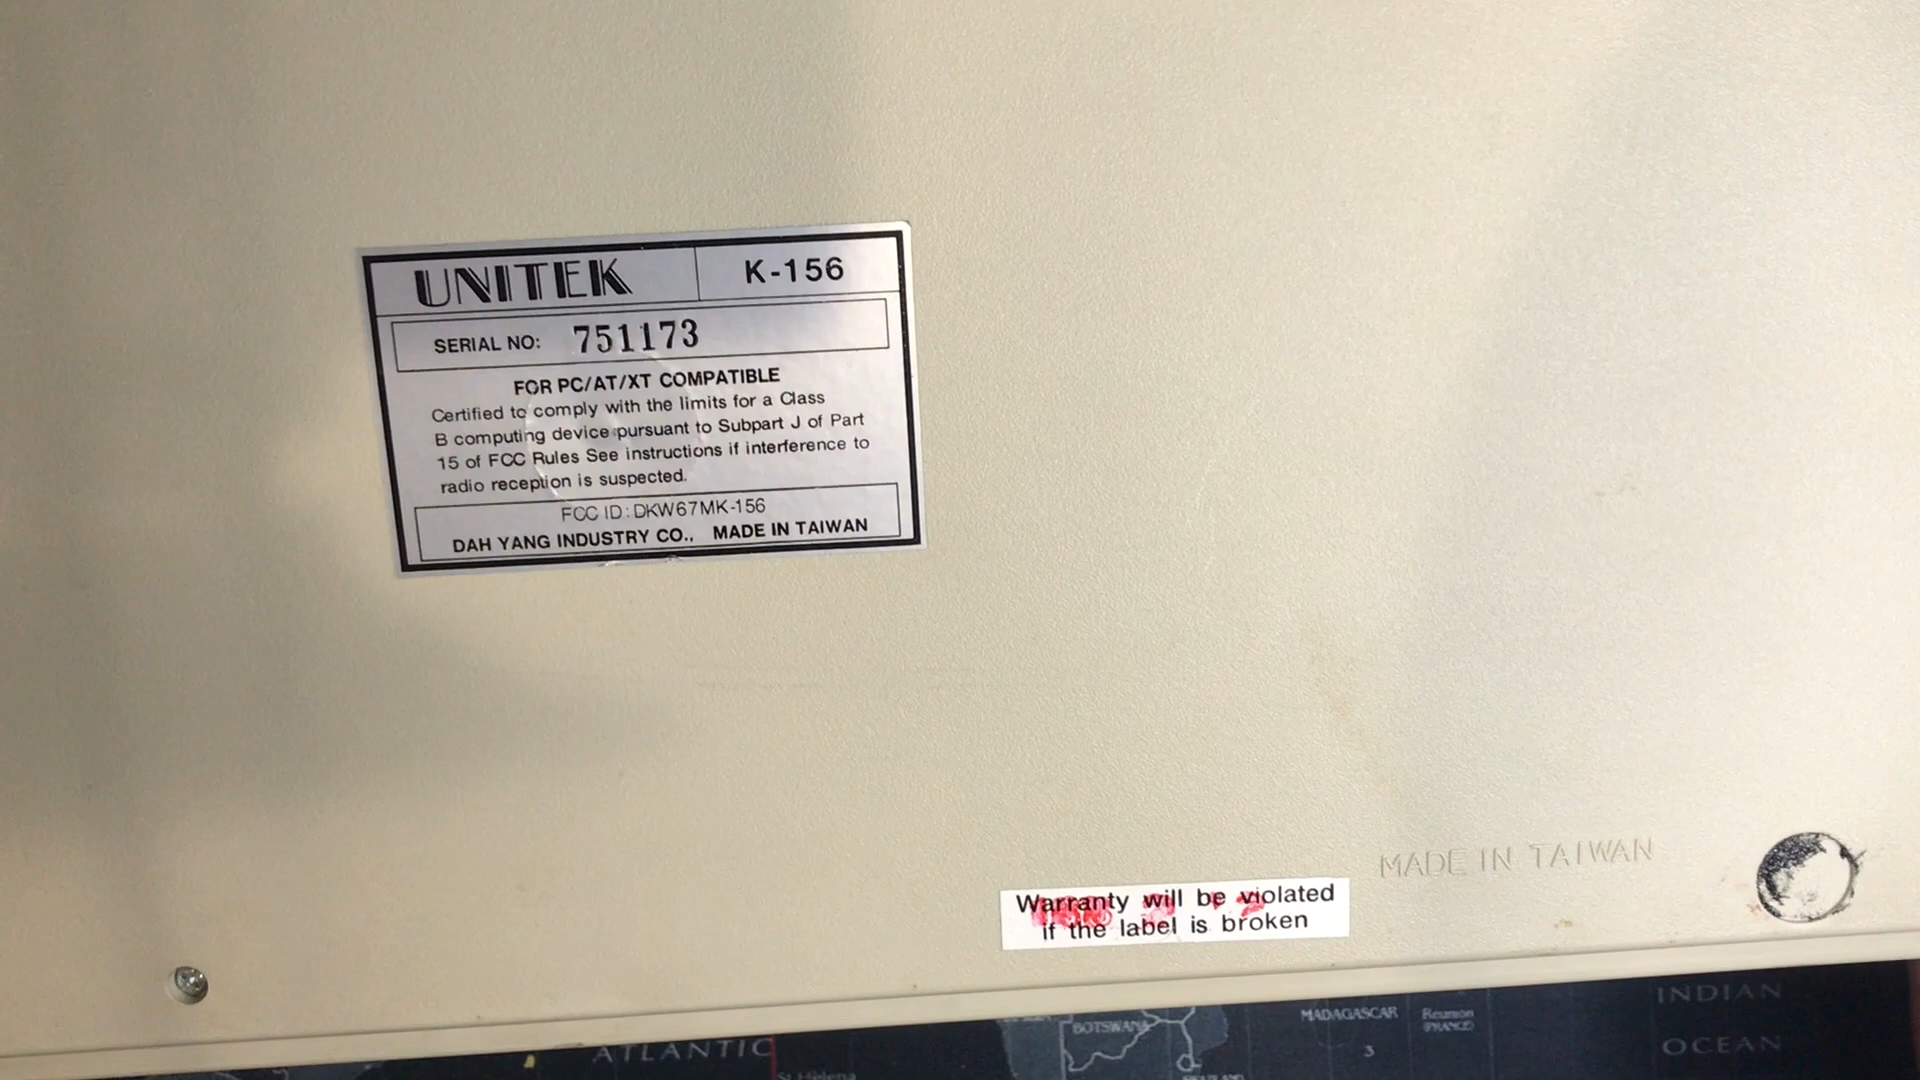 UNITEK
K-156
SERIAL NO: 751173
FOR PC/AT/XT COMPATIBLE
Certified to comply with the limits for a Class
B computing device pursuant to Subpart J of Part
15 of FCC Rules See instructions if interference to
radio reception is suspected.
FCC ID: DKW67MK-156
DAH YANG INDUSTRY CO., MADE IN TAIWAN
MADE IN TAIWAN
Warranty will be violated
if the label is broken
INDIAN
OCEAN
MADAGASCAR
Reunion
(FRANCE)
3
BOTSWANA
ATLANTIC
St Helena